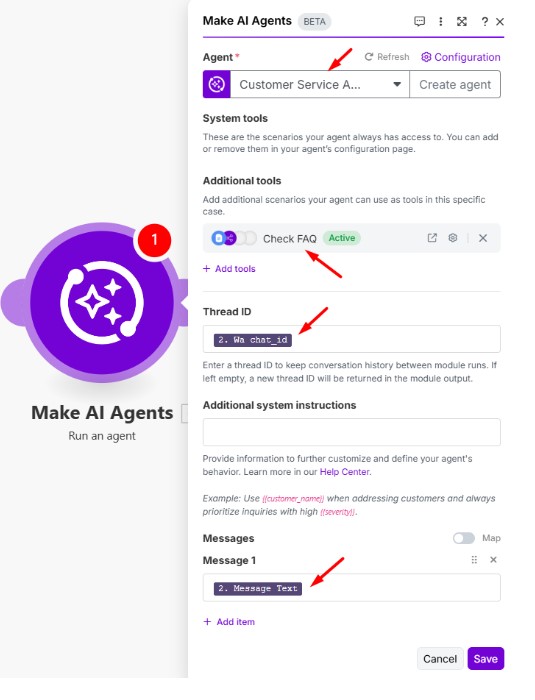 Make AI Agents BETA
Agent* Refresh Configuration
Customer Service A... Create agent
System tools
These are the scenarios your agent always has access to. You can add
or remove them in your agent's configuration page.
Additional tools
Add additional scenarios your agent can use as tools in this specific
case.
Check FAQ Active
+ Add tools
Thread ID
2. Wa chat_id
Enter a thread ID to keep conversation history between module runs. If
left empty, a new thread ID will be returned in the module output.
Additional system instructions
Provide information to further customize and define your agent's
behavior. Learn more in our Help Center.
Example: Use {{customer_name}} when addressing customers and always
prioritize inquiries with high {{severity}}.
Messages Map
Message 1
2. Message Text
+ Add item
Cancel Save
1
Make AI Agents
Run an agent